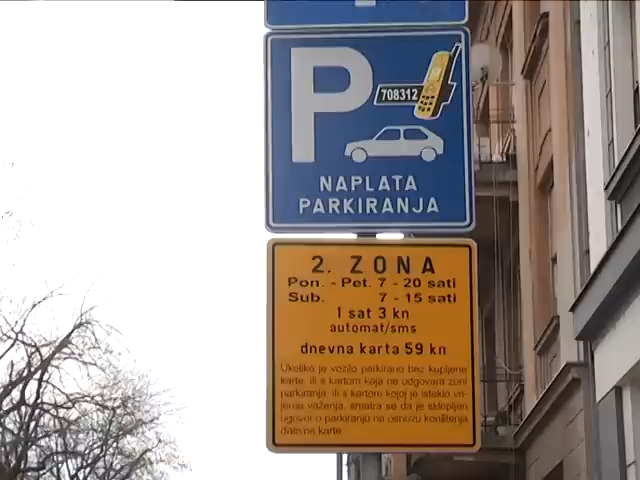 P
708312
NAPLATA
PARKIRANJA
2. ZONA
Pon. - Pet. 7 - 20 sati
Sub. 7 - 15 sati
1 sat 3 kn
automat/sms
dnevna karta 59 kn
Ukoliko je vozilo parkirano bez kupljene
karte, ili s kartom koja ne odgovara zoni
parkiranja, ili s kartom kojoj je isteklo vri-
jeme važenja, smatra se da je sklopljen
ugovor o parkiranju na osnovu korištenja
dnevne karte.